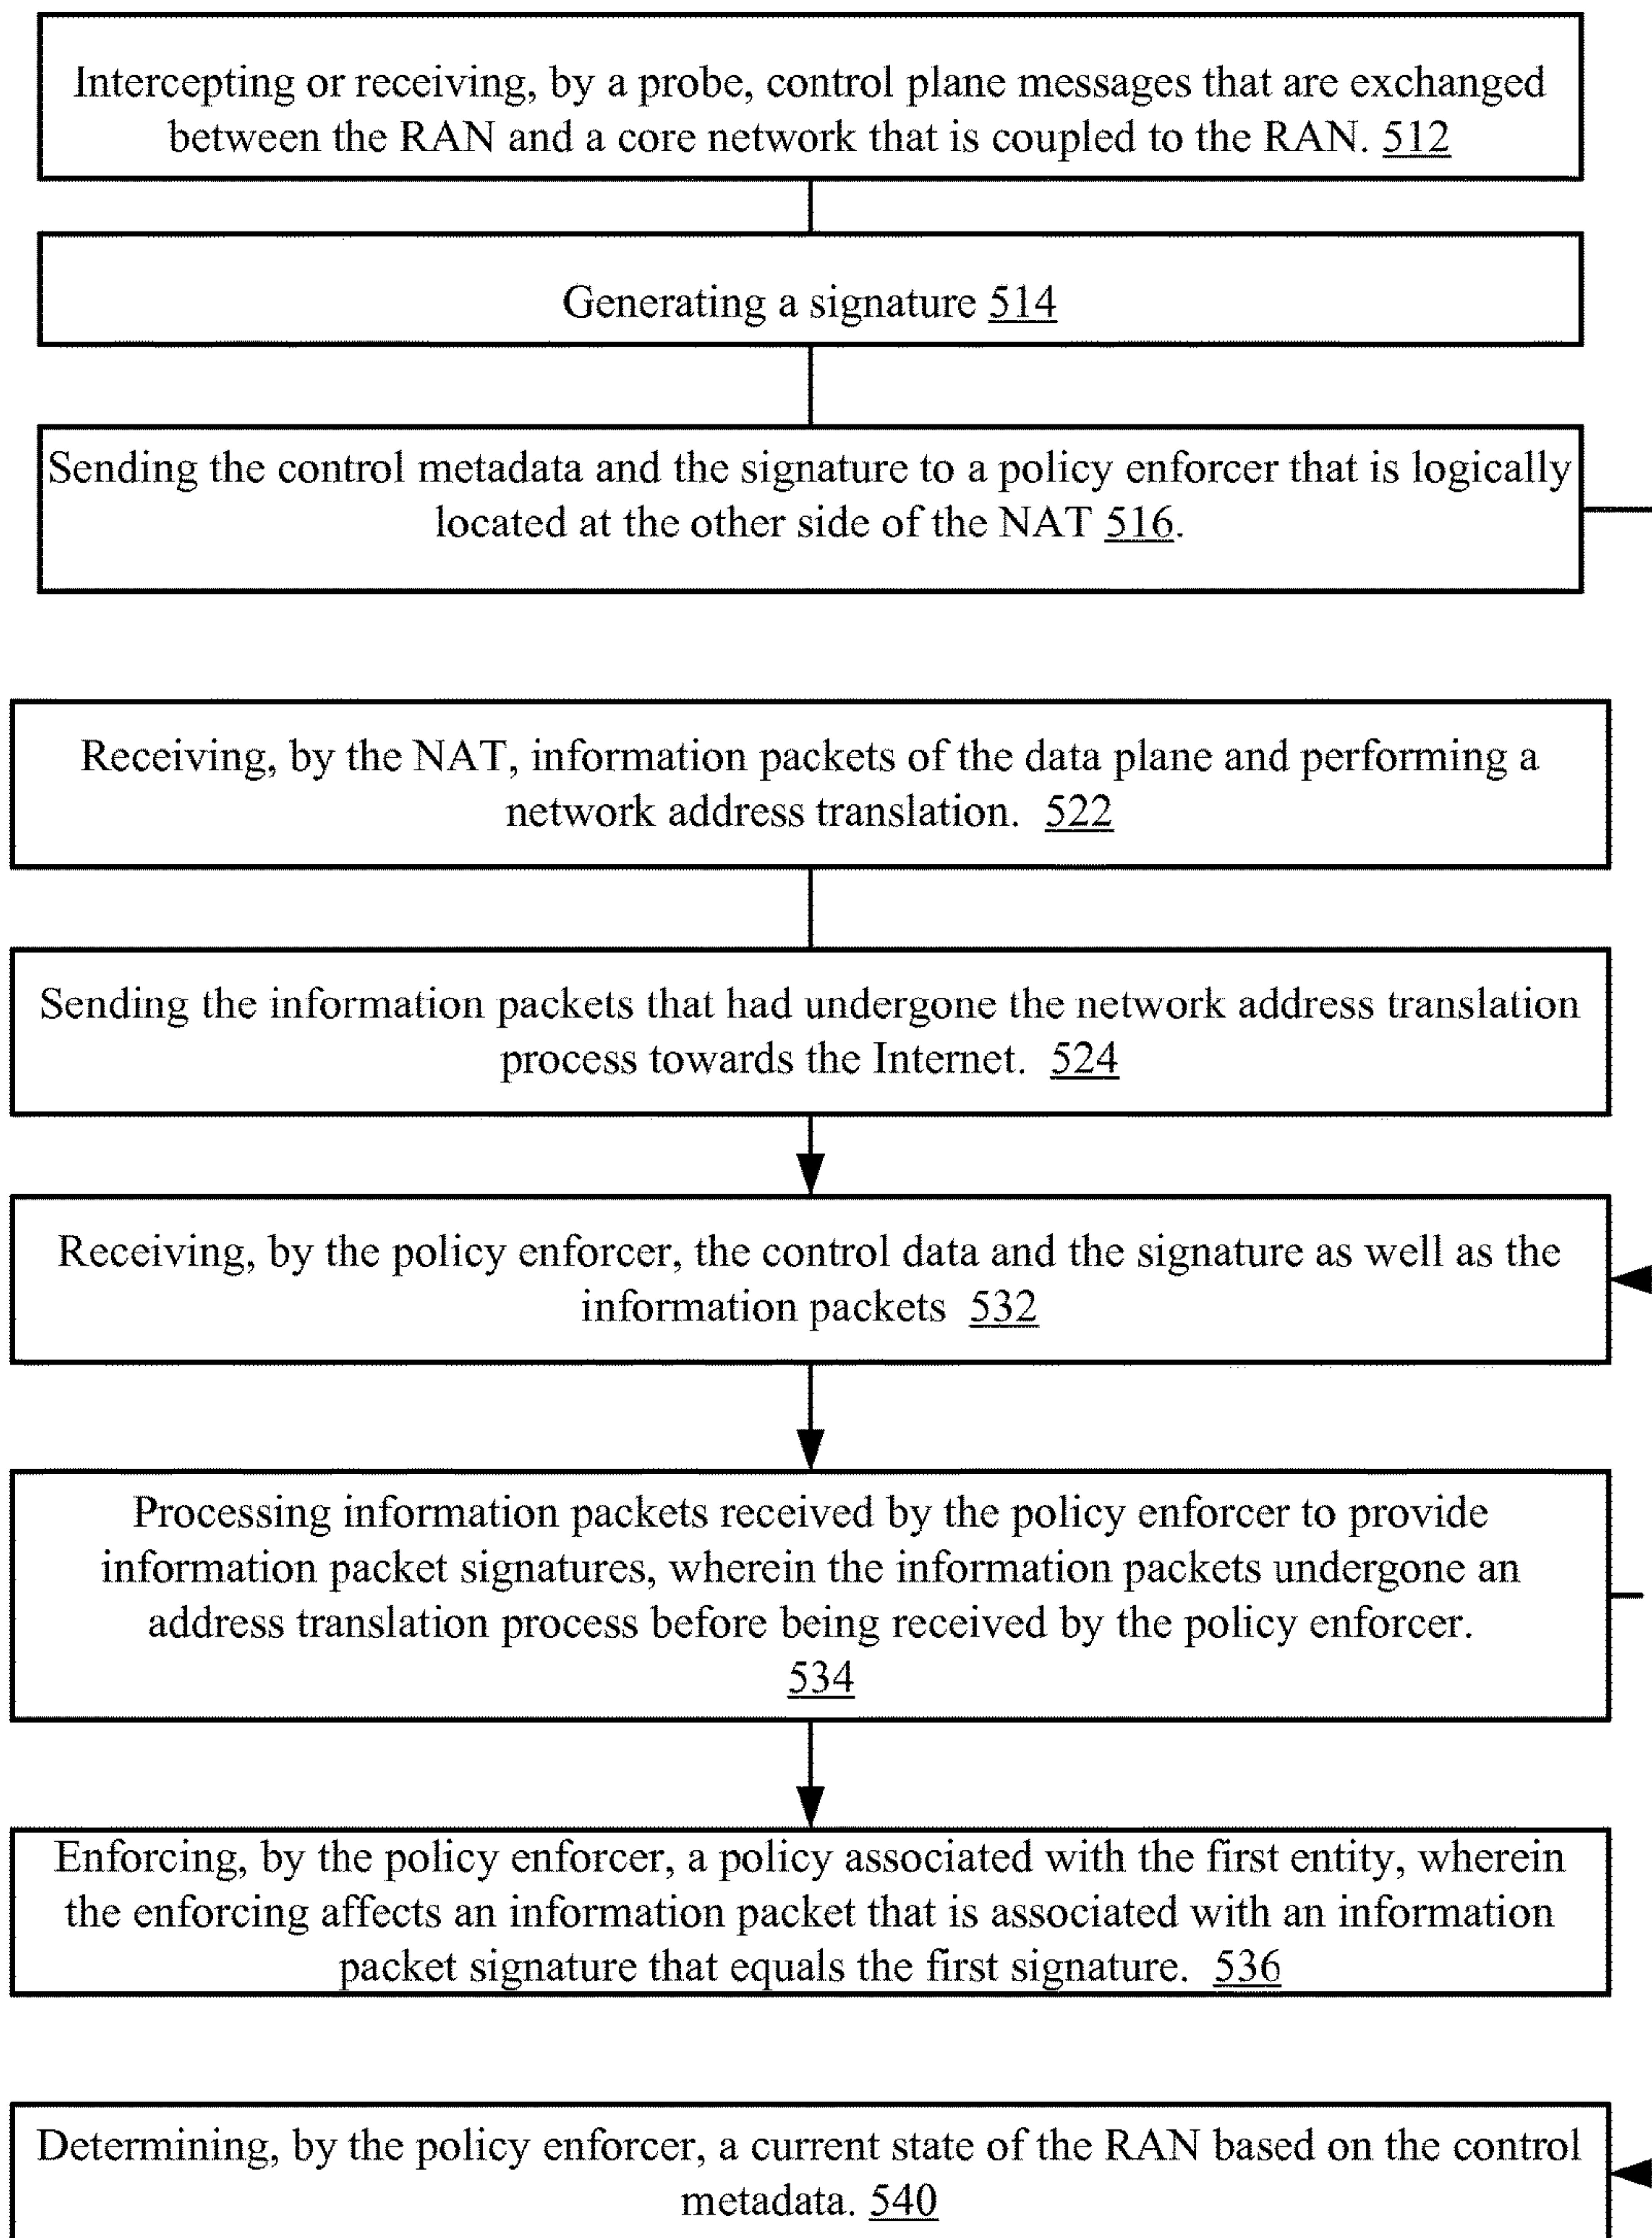 Intercepting or receiving, by a probe, control plane messages that are exchanged
between the RAN and a core network that is coupled to the RAN. 512
Generating a signature 514
Sending the control metadata and the signature to a policy enforcer that is logically
located at the other side of the NAT 516.
Receiving, by the NAT, information packets of the data plane and performing a
network address translation. 522
Sending the information packets that had undergone the network address translation
process towards the Internet. 524
Receiving, by the policy enforcer, the control data and the signature as well as the
information packets 532
Processing information packets received by the policy enforcer to provide
information packet signatures, wherein the information packets undergone an
address translation process before being received by the policy enforcer.
534
Enforcing, by the policy enforcer, a policy associated with the first entity, wherein
the enforcing affects an information packet that is associated with an information
packet signature that equals the first signature. 536
Determining, by the policy enforcer, a current state of the RAN based on the control
metadata. 540